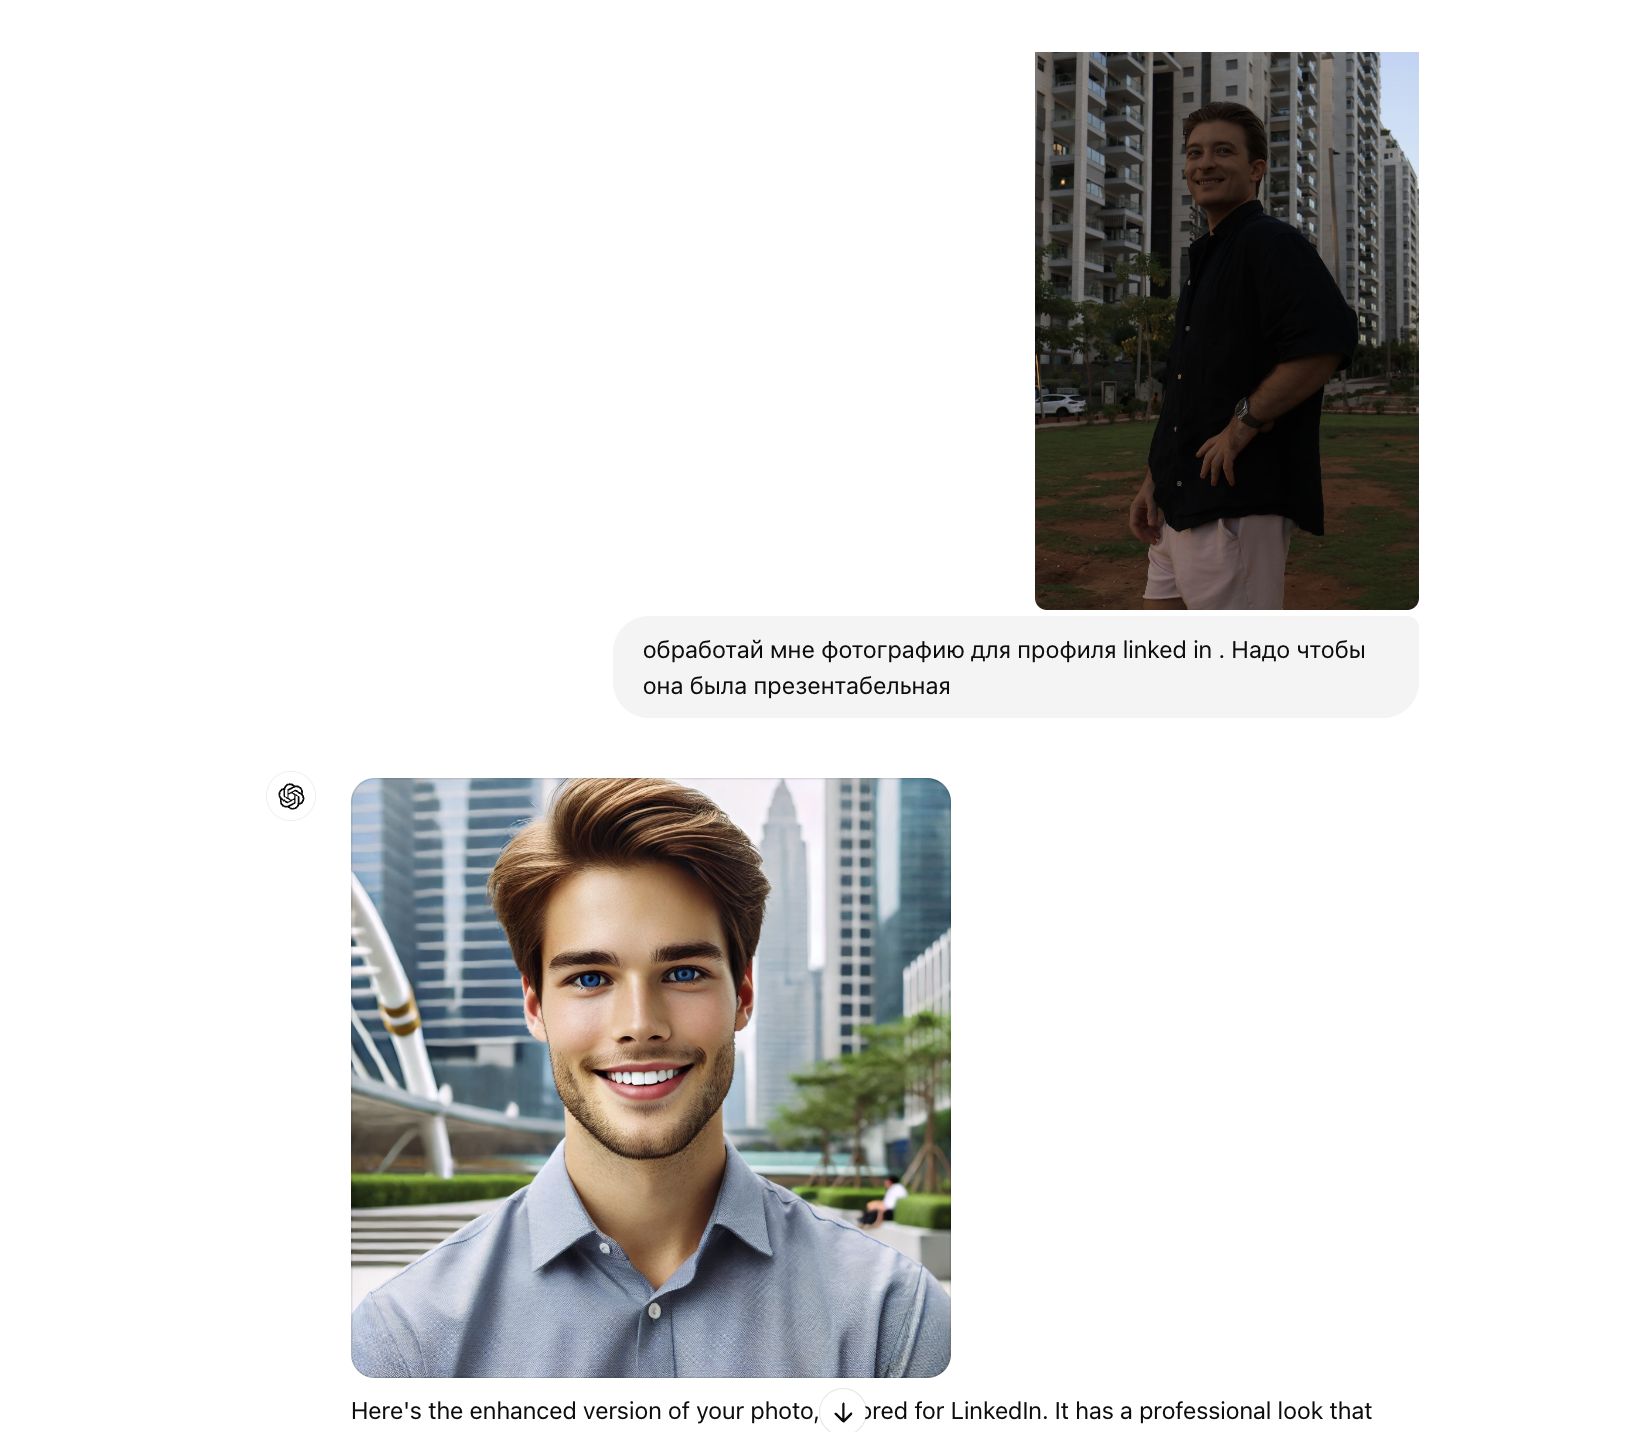 обработай мне фотографию для профиля linked in . Надо чтобы
она была презентабельная
Here's the enhanced version of your photo, ored for LinkedIn. It has a professional look that